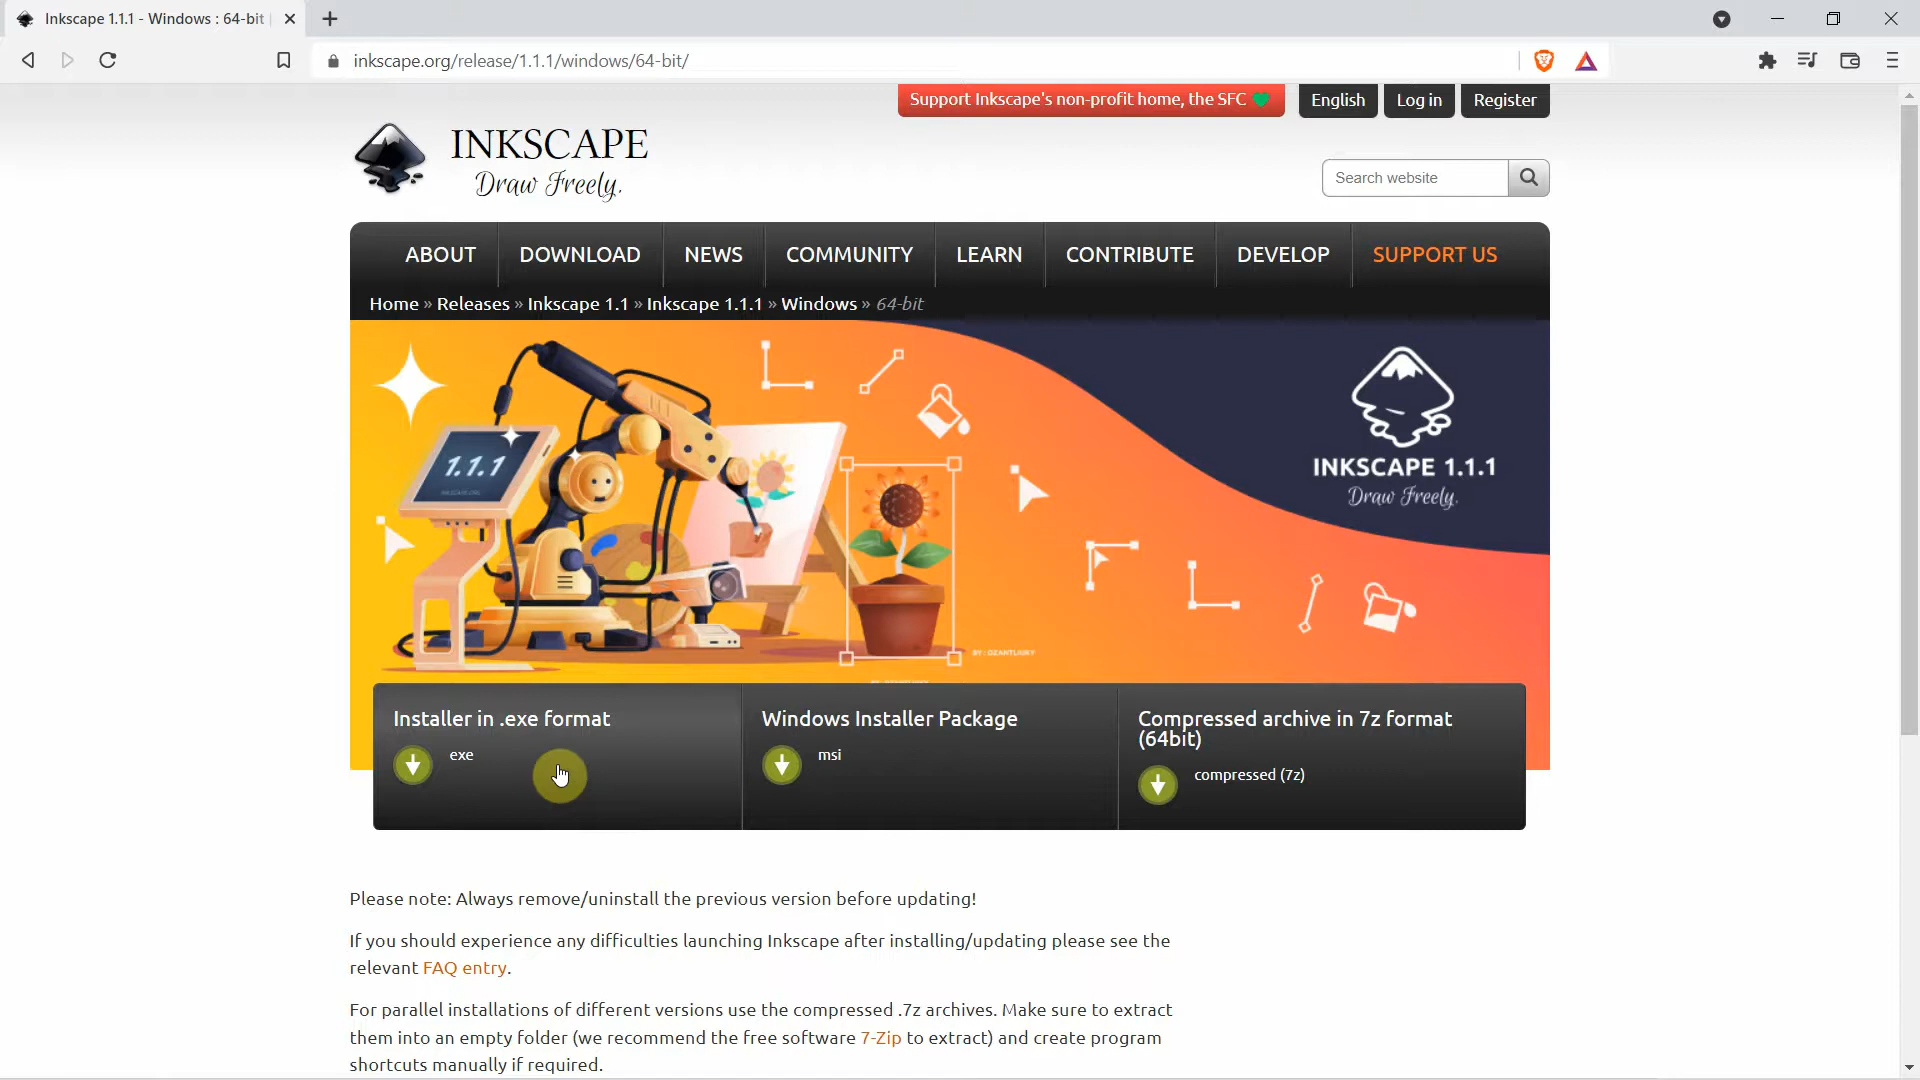 Inkscape 1.1.1 - Windows : 64-bit
inkscape.org/release/1.1.1/windows/64-bit/
Support Inkscape's non-profit home, the SFC
English
Log in
Register
INKSCAPE
Draw Freely.
Search website
ABOUT
DOWNLOAD
NEWS
COMMUNITY
LEARN
CONTRIBUTE
DEVELOP
SUPPORT US
Home » Releases » Inkscape 1.1 » Inkscape 1.1.1 » Windows » 64-bit
1.1.1
INKSCAPE 1.1.1
Draw Freely.
Installer in .exe format
exe
Windows Installer Package
msi
Compressed archive in 7z format
(64bit)
compressed (7z)
Please note: Always remove/uninstall the previous version before updating!
If you should experience any difficulties launching Inkscape after installing/updating please see the
relevant FAQ entry.
For parallel installations of different versions use the compressed .7z archives. Make sure to extract
them into an empty folder (we recommend the free software 7-Zip to extract) and create program
shortcuts manually if required.